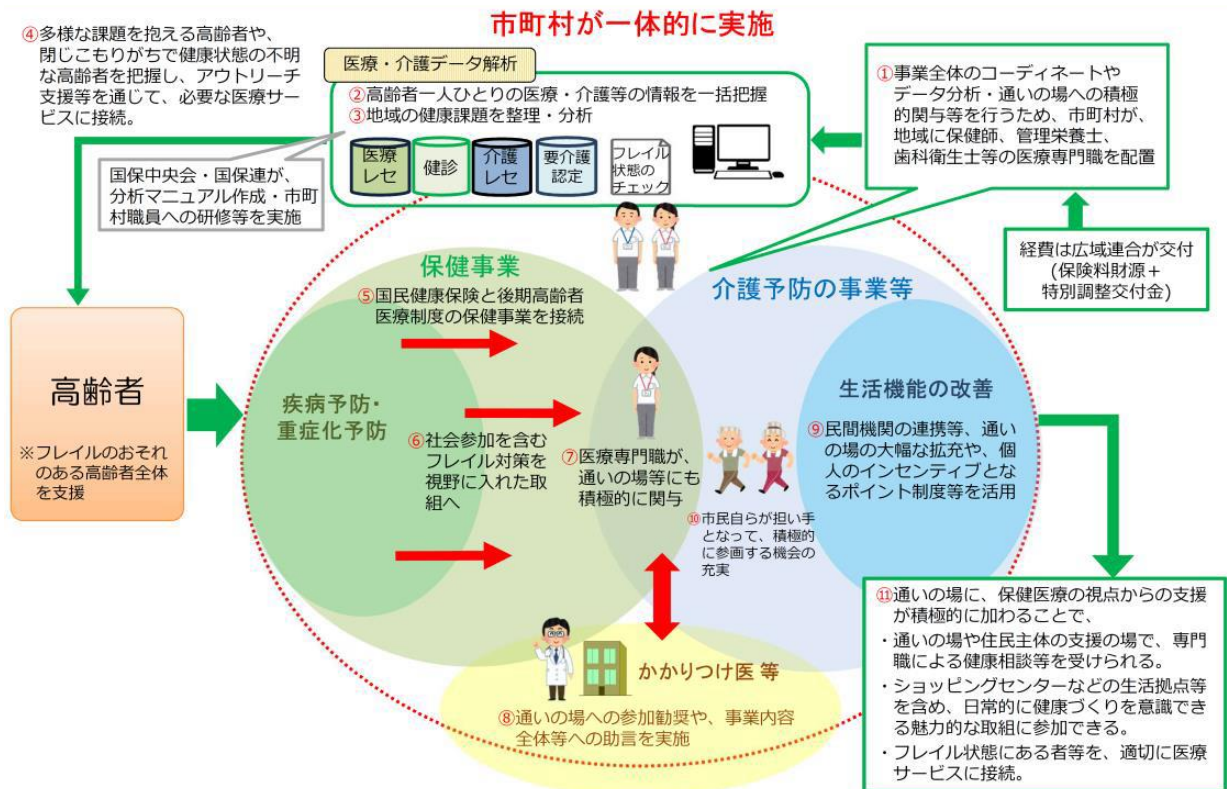 市町村が一体的に実施
④多様な課題を抱える高齢者や、
閉じこもりがちで健康状態の不明
な高齢者を把握し、アウトリーチ
支援等を通じて、必要な医療サー
ビスに接続。
医療・介護データ解析
②高齢者一人ひとりの医療・介護等の情報を一括把握
③地域の健康課題を整理・分析
医療
レセ
健診
介護
レセ
要介護
認定
フレイル
状態の
チェック
①事業全体のコーディネートや
データ分析・通いの場への積極
的関与等を行うため、市町村が、
地域に保健師、管理栄養士、
歯科衛生士等の医療専門職を配置
国保中央会・国保連が、
分析マニュアル作成・市町
村職員への研修等を実施
経費は広域連合が交付
(保険料財源+
特別調整交付金)
高齢者
※フレイルのおそれ
のある高齢者全体
を支援
保健事業
⑤国民健康保険と後期高齢者
医療制度の保健事業を接続
疾病予防・
重症化予防
⑥社会参加を含む
フレイル対策を
視野に入れた取
組へ
⑦医療専門職が、
通いの場等にも
積極的に関与
介護予防の事業等
生活機能の改善
⑨民間機関の連携等、通い
の場の大幅な拡充や、個
人のインセンティブとな
るポイント制度等を活用
⑩市民自らが担い手
となって、積極的
に参画する機会の
充実
かかりつけ医 等
⑧通いの場への参加勧奨や、事業内容
全体等への助言を実施
⑪通いの場に、保健医療の視点からの支援
が積極的に加わることで、
・通いの場や住民主体の支援の場で、専門
職による健康相談等を受けられる。
・ショッピングセンターなどの生活拠点等
を含め、日常的に健康づくりを意識でき
る魅力的な取組に参加できる。
・フレイル状態にある者等を、適切に医療
サービスに接続。